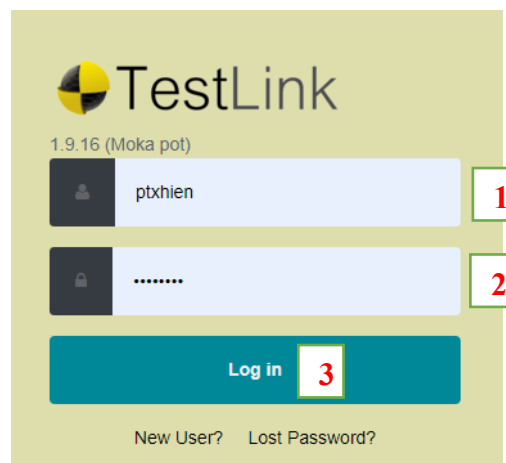 TestLink
1.9.16 (Moka pot)
ptxhien
1
........
2
Log in
3
New User? Lost Password?